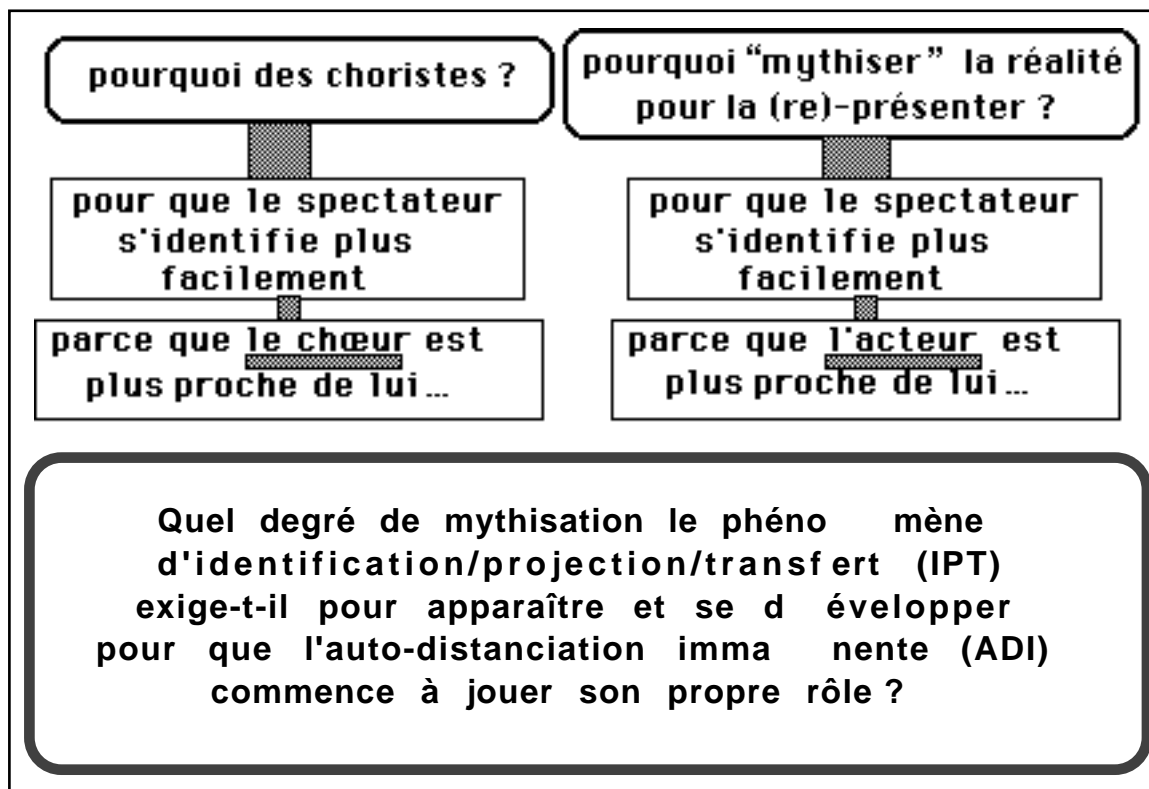 pourquoi des choristes ?
pour que le spectateur
s'identifie plus
facilement
parce que le chœur est
plus proche de lui...
pourquoi "mythiser" la réalité
pour la (re)-présenter ?
pour que le spectateur
s'identifie plus
facilement
parce que l'acteur est
plus proche de lui...
Quel degré de mythisation le phéno mène
d'identification/projection/transfert (IPT)
exige-t-il pour apparaître et se d évelopper
pour que l'auto-distanciation imma nente (ADI)
commence à jouer son propre rôle ?